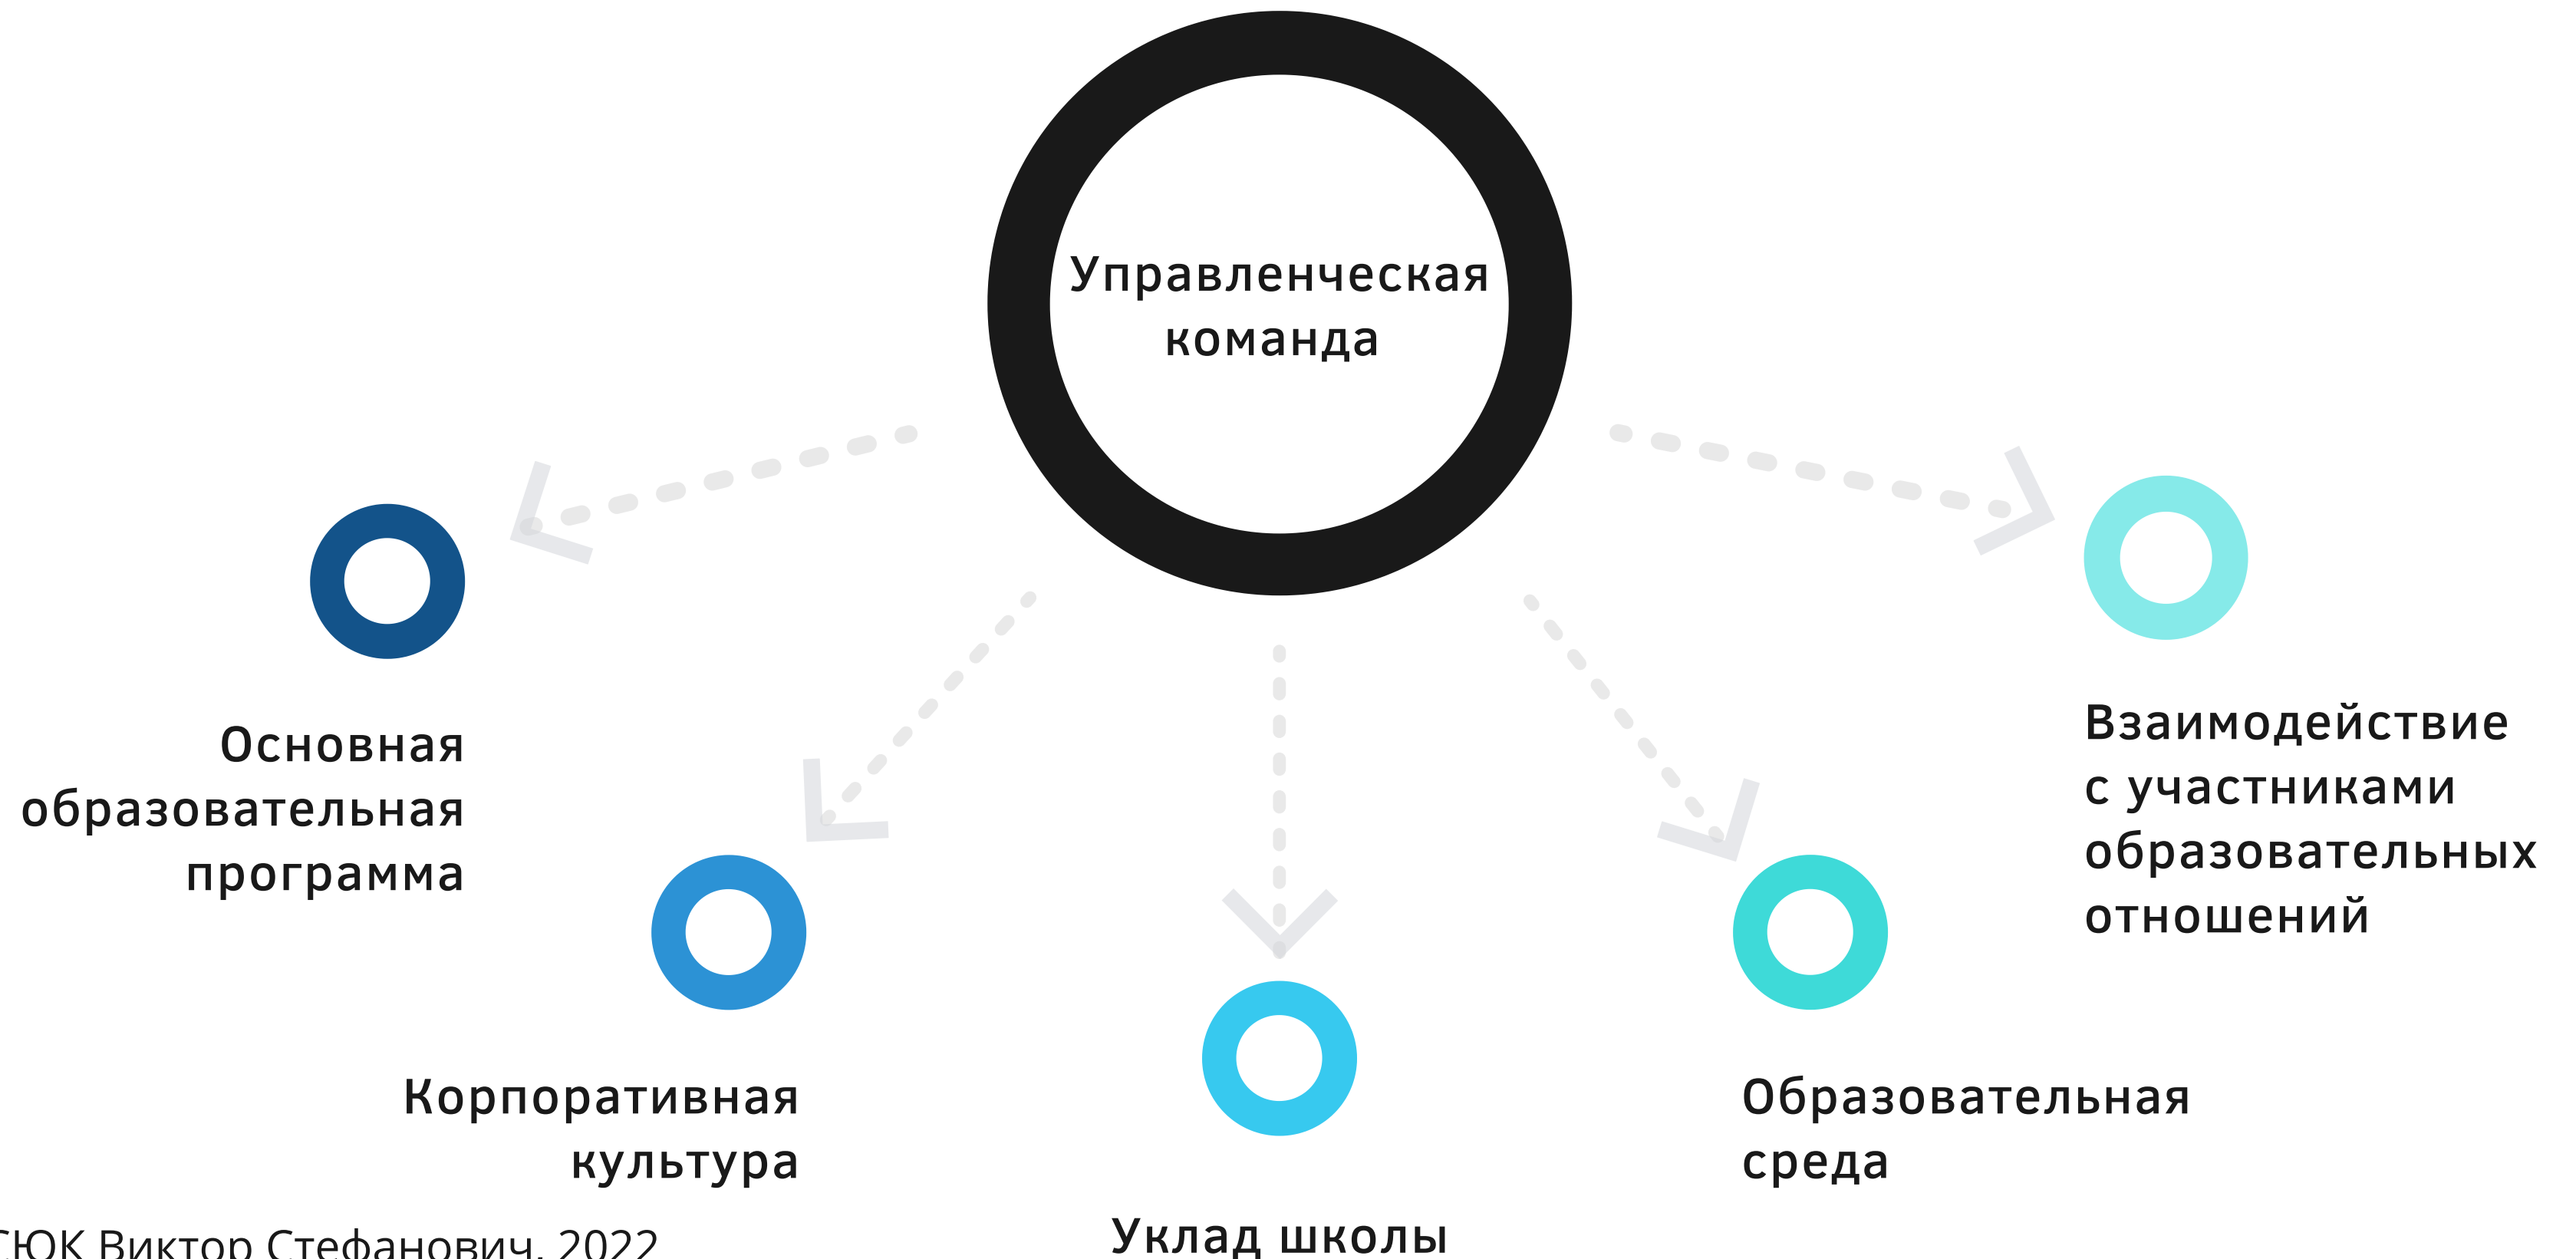 Управленческая
команда
Основная
образовательная
программа
Корпоративная
культура
Уклад школы
Образовательная
среда
Взаимодействие
с участниками
образовательных
отношений
Виктор Стефанович, 2022